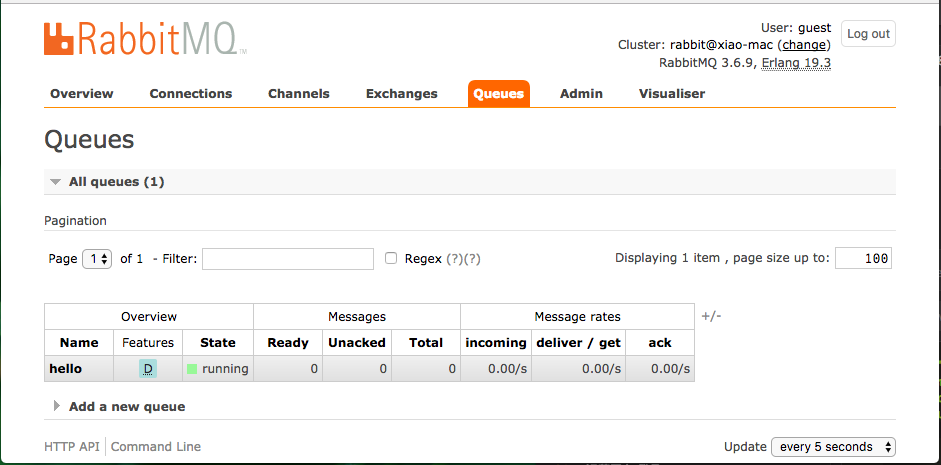 RabbitMQ™
User: guest
Log out
Cluster: rabbit@xiao-mac (change)
RabbitMQ 3.6.9, Erlang 19.3
Overview Connections Channels Exchanges Queues Admin Visualiser
Queues
All queues (1)
Pagination
Page 1 of 1 - Filter: Regex (?)(?) Displaying 1 item , page size up to: 100
Overview Messages Message rates +/-
Name Features State Ready Unacked Total incoming deliver / get ack
hello D running 0 0 0 0.00/s 0.00/s 0.00/s
Add a new queue
HTTP API Command Line Update every 5 seconds